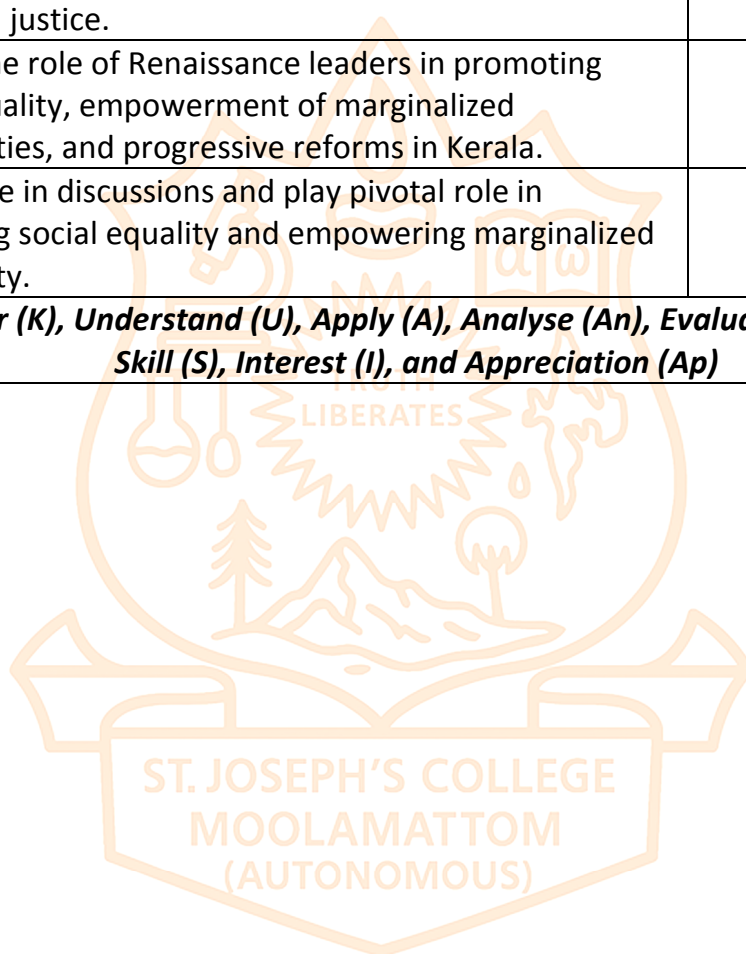 justice.
e role of Renaissance leaders in promoting
uality, empowerment of marginalized
ties, and progressive reforms in Kerala.
e in discussions and play pivotal role in
g social equality and empowering marginalized
ty.
r (K), Understand (U), Apply (A), Analyse (An), Evalua
Skill (S), Interest (I), and Appreciation (Ap)
TRUTH
LIBERATES
α ω
ST. JOSEPH'S COLLEGE
MOOLAMATTOM
(AUTONOMOUS)